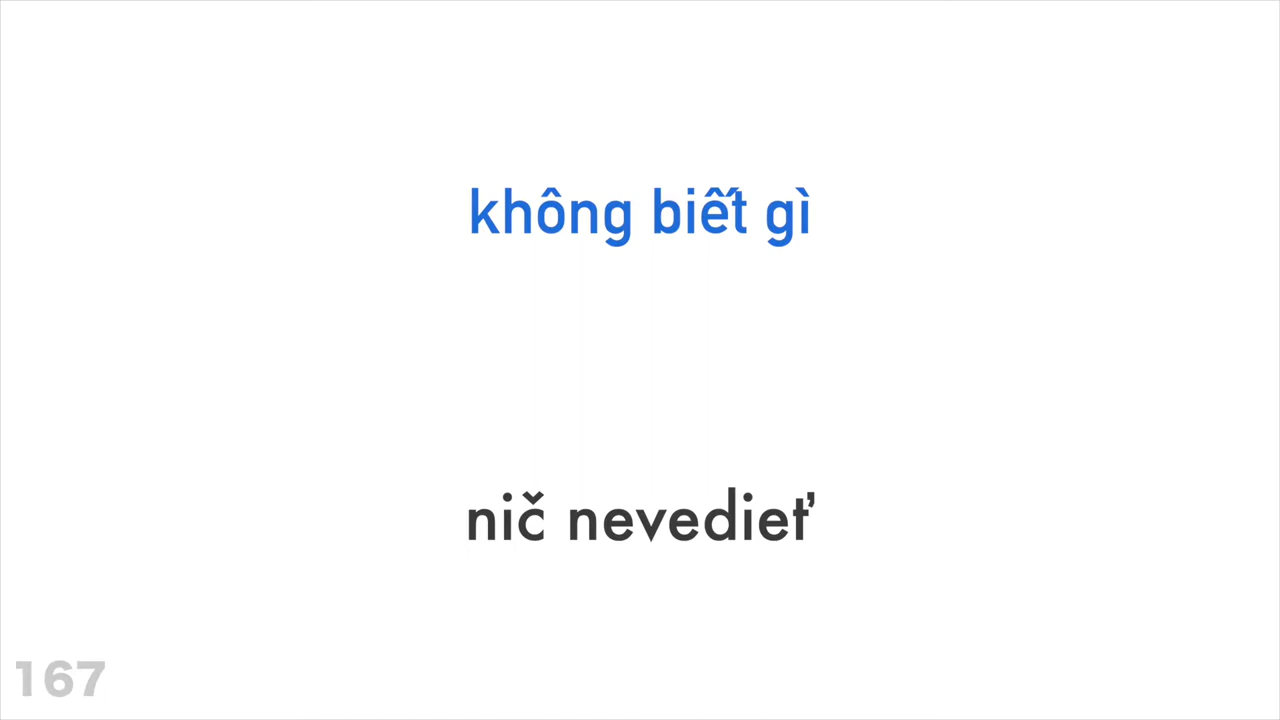 không biết gì
nič nevedieť
167